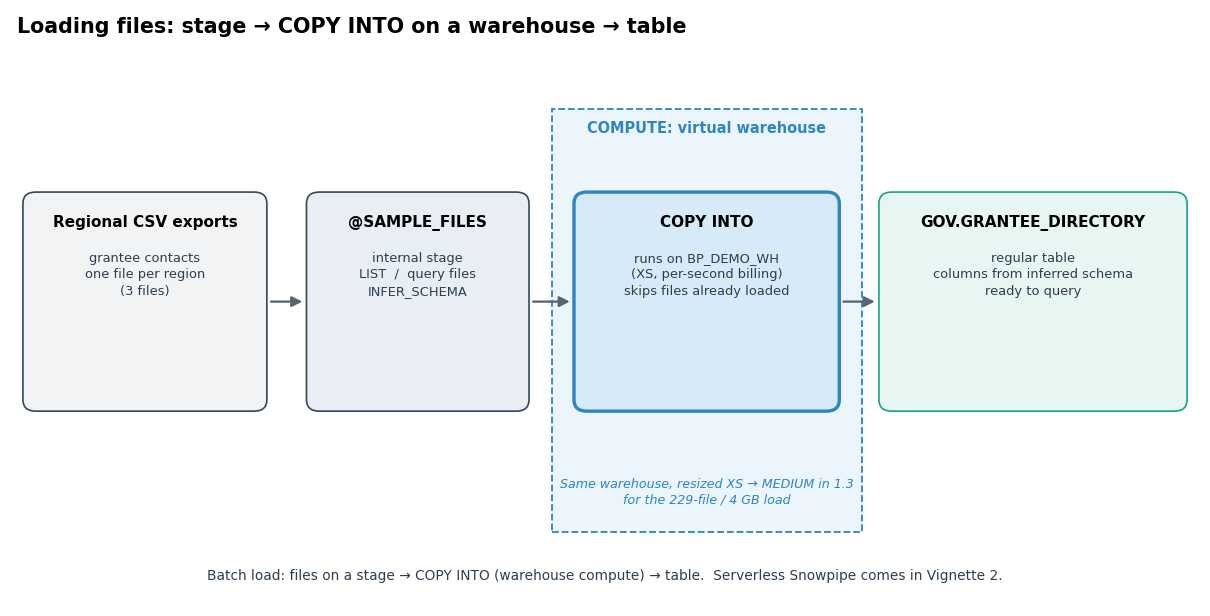 Loading files: stage → COPY INTO on a warehouse → table
COMPUTE: virtual warehouse
Regional CSV exports
grantee contacts
one file per region
(3 files)
@SAMPLE_FILES
internal stage
LIST / query files
INFER_SCHEMA
COPY INTO
runs on BP_DEMO_WH
(XS, per-second billing)
skips files already loaded
GOV.GRANTEE_DIRECTORY
regular table
columns from inferred schema
ready to query
Same warehouse, resized XS → MEDIUM in 1.3
for the 229-file / 4 GB load
Batch load: files on a stage → COPY INTO (warehouse compute) → table. Serverless Snowpipe comes in Vignette 2.